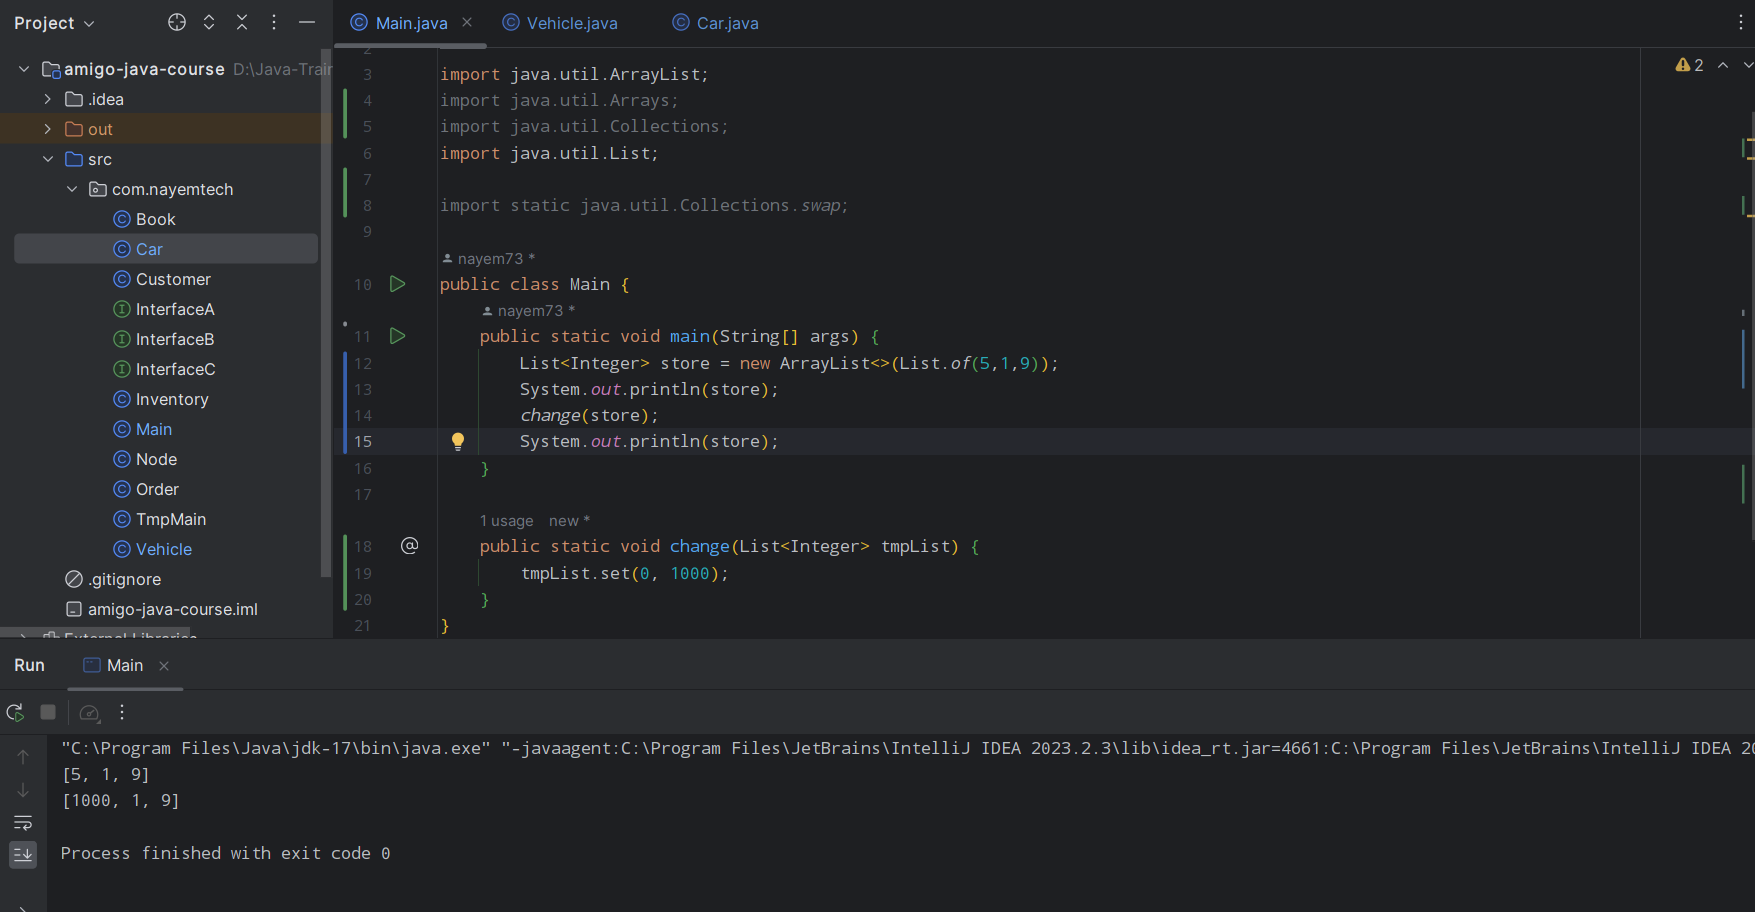 Project
Main.java
Vehicle.java
Car.java
amigo-java-course D:\Java-Train
.idea
out
src
com.nayemtech
Book
Car
Customer
InterfaceA
InterfaceB
InterfaceC
Inventory
Main
Node
Order
TmpMain
Vehicle
.gitignore
amigo-java-course.iml
External Libraries
2
2
3 import java.util.ArrayList;
4 import java.util.Arrays;
5 import java.util.Collections;
6 import java.util.List;
7
8 import static java.util.Collections.swap;
9
nayem73 *
10 public class Main {
nayem73 *
11 public static void main(String[] args) {
12 List<Integer> store = new ArrayList<>(List.of(5,1,9));
13 System.out.println(store);
14 change(store);
15 System.out.println(store);
16 }
17
1 usage new *
18 @ public static void change(List<Integer> tmpList) {
19 tmpList.set(0, 1000);
20 }
21 }
Run
Main
"C:\Program Files\Java\jdk-17\bin\java.exe" "-javaagent:C:\Program Files\JetBrains\IntelliJ IDEA 2023.2.3\lib\idea_rt.jar=4661:C:\Program Files\JetBrains\IntelliJ IDEA 20
[5, 1, 9]
[1000, 1, 9]
Process finished with exit code 0